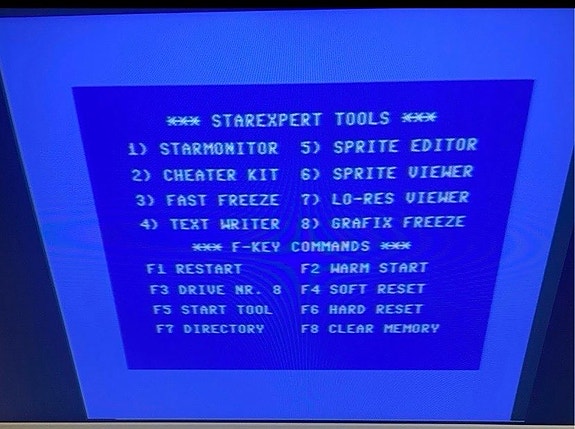 *** STAREXPERT TOOLS ***
1) STARMONITOR 5) SPRITE EDITOR
2) CHEATER KIT 6) SPRITE VIEWER
3) FAST FREEZE 7) LO-RES VIEWER
4) TEXT WRITER 8) GRAFIX FREEZE
*** F-KEY COMMANDS ***
F1 RESTART F2 WARM START
F3 DRIVE NR. 8 F4 SOFT RESET
F5 START TOOL F6 HARD RESET
F7 DIRECTORY F8 CLEAR MEMORY